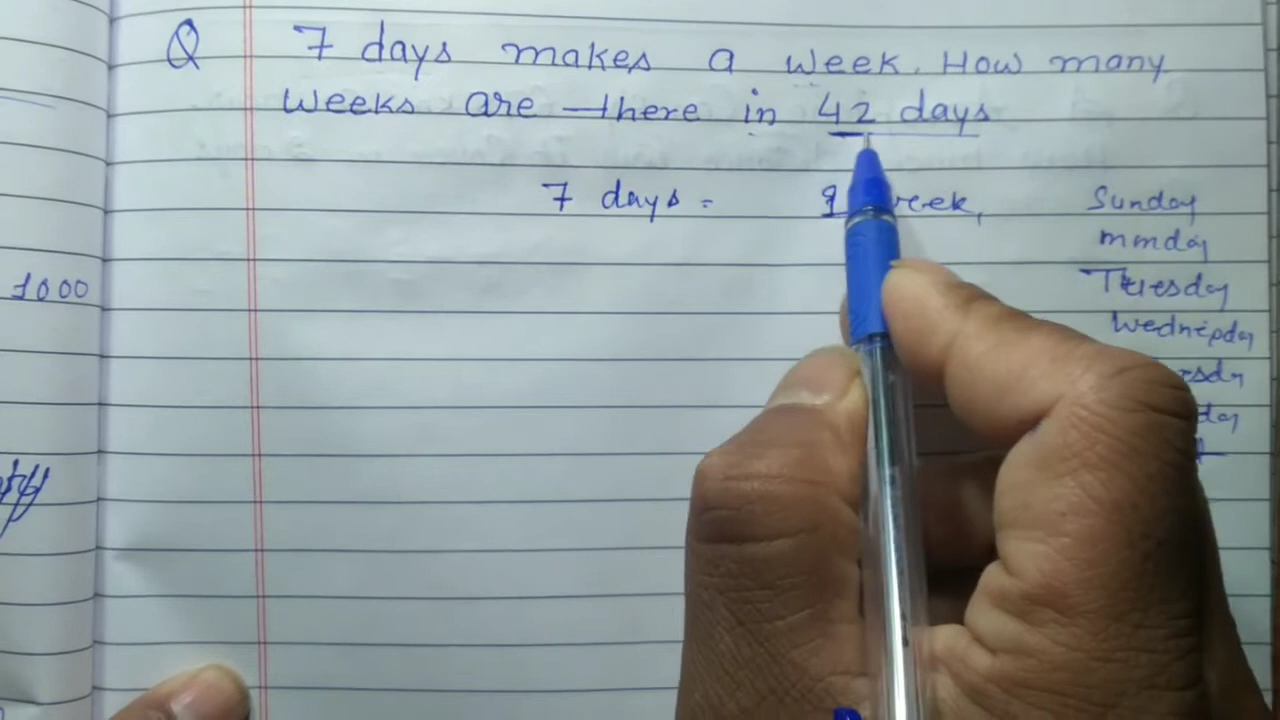 Q 7 days makes a week. How many
weeks are there in 42 days
7 days = 1 week,
Sunday
monday
Tuesday
Wednesday
1000